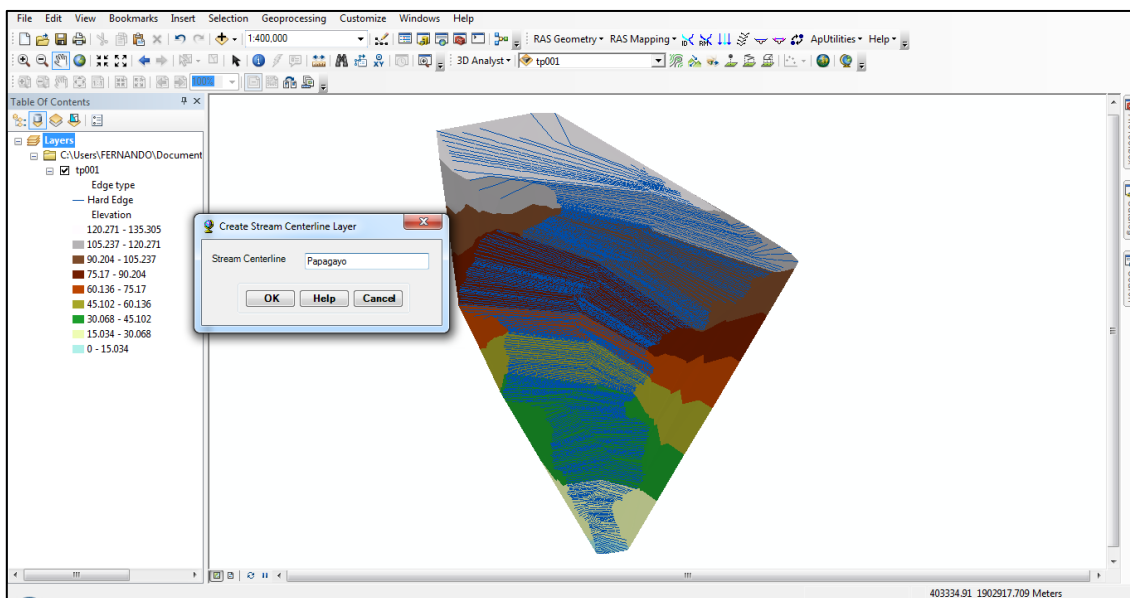 File Edit View Bookmarks Insert Selection Geoprocessing Customize Windows Help
1:400,000 RAS Geometry RAS Mapping ApUtilities Help
3D Analyst tp001
100%
Table Of Contents
Layers
C:\Users\FERNANDO\Document
tp001
Edge type
Hard Edge
Elevation
120.271 - 135.305
105.237 - 120.271
90.204 - 105.237
75.17 - 90.204
60.136 - 75.17
45.102 - 60.136
30.068 - 45.102
15.034 - 30.068
0 - 15.034
Create Stream Centerline Layer
Stream Centerline Papagayo
OK Help Cancel
403334.91 1902917.709 Meters